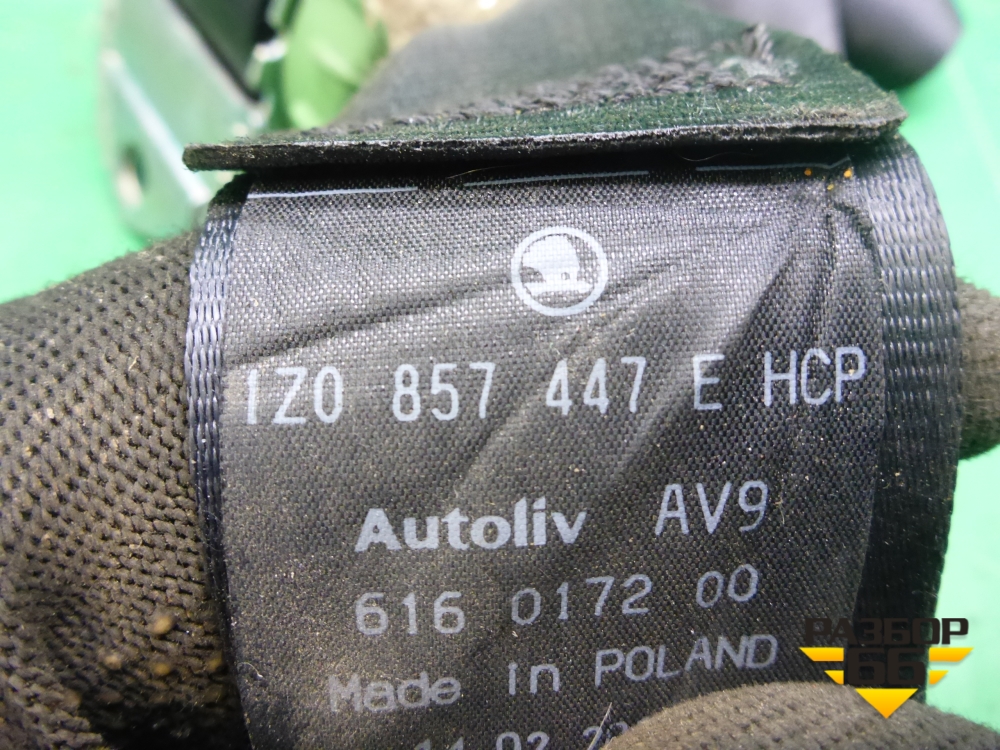 1Z0 857 447 E HCP
Autoliv AV9
616 0172 00
Made in POLAND
РАЗБОР
66